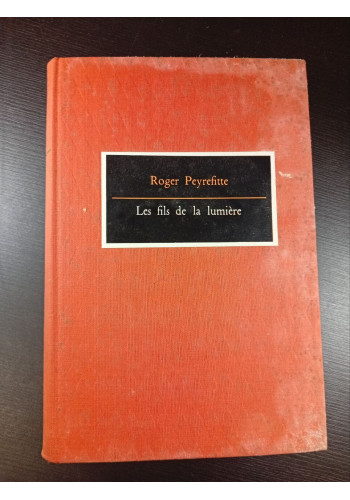 Roger Peyrefitte
Les fils de la lumière